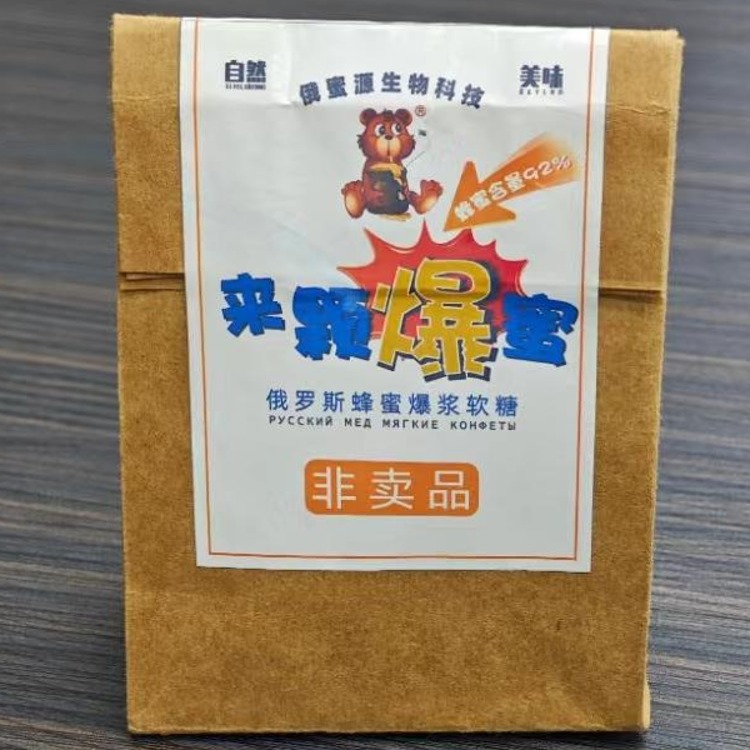 自然
美味
俄蜜源生物科技®
蜂蜜含量92%
来颗爆蜜
俄罗斯蜂蜜爆浆软糖
РУССКИЙ МЕД МЯГКИЕ КОНФЕТЫ
非卖品